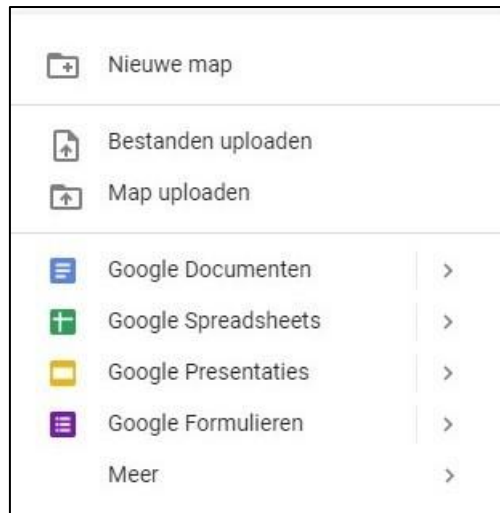 Nieuwe map
Bestanden uploaden
Map uploaden
Google Documenten
Google Spreadsheets
Google Presentaties
Google Formulieren
Meer